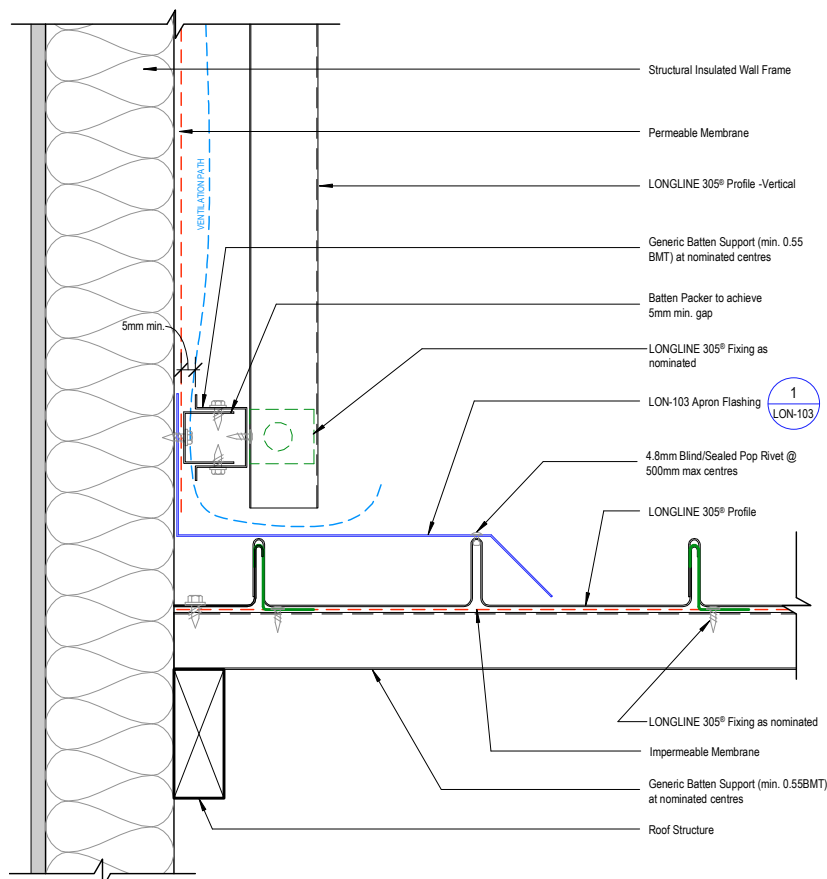 Structural Insulated Wall Frame
Permeable Membrane
LONGLINE 305® Profile -Vertical
VENTILATION PATH
Generic Batten Support (min. 0.55
BMT) at nominated centres
Batten Packer to achieve
5mm min. gap
5mm min.
LONGLINE 305® Fixing as
nominated
LON-103 Apron Flashing
1
LON-103
4.8mm Blind/Sealed Pop Rivet @
500mm max centres
LONGLINE 305® Profile
LONGLINE 305® Fixing as nominated
Impermeable Membrane
Generic Batten Support (min. 0.55BMT)
at nominated centres
Roof Structure